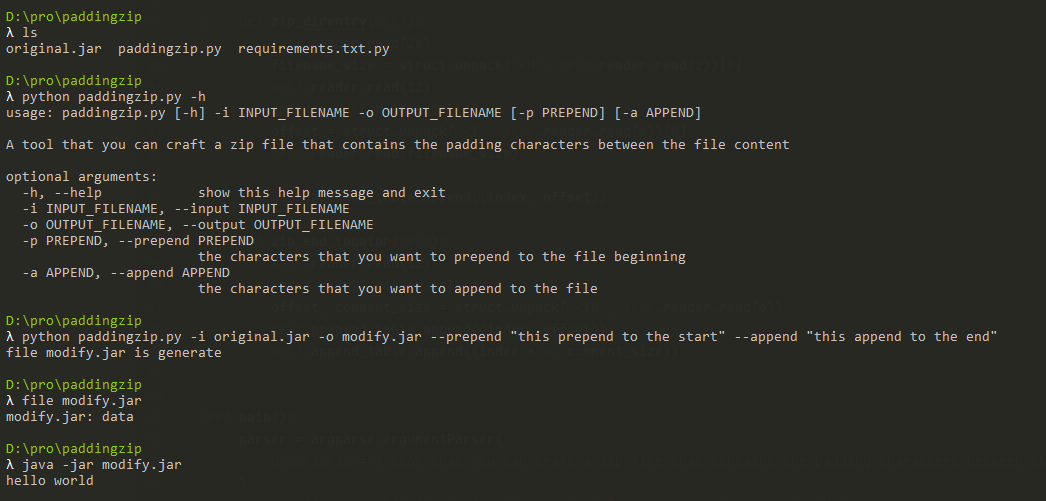 D:\pro\paddingzip
λ ls
original.jar  paddingzip.py  requirements.txt.py
D:\pro\paddingzip
λ python paddingzip.py -h
usage: paddingzip.py [-h] -i INPUT_FILENAME -o OUTPUT_FILENAME [-p PREPEND] [-a APPEND]
A tool that you can craft a zip file that contains the padding characters between the file content
optional arguments:
  -h, --help            show this help message and exit
  -i INPUT_FILENAME, --input INPUT_FILENAME
  -o OUTPUT_FILENAME, --output OUTPUT_FILENAME
  -p PREPEND, --prepend PREPEND
                        the characters that you want to prepend to the file beginning
  -a APPEND, --append APPEND
                        the characters that you want to append to the file
D:\pro\paddingzip
λ python paddingzip.py -i original.jar -o modify.jar --prepend "this prepend to the start" --append "this append to the end"
file modify.jar is generate
D:\pro\paddingzip
λ file modify.jar
modify.jar: data
D:\pro\paddingzip
λ java -jar modify.jar
hello world